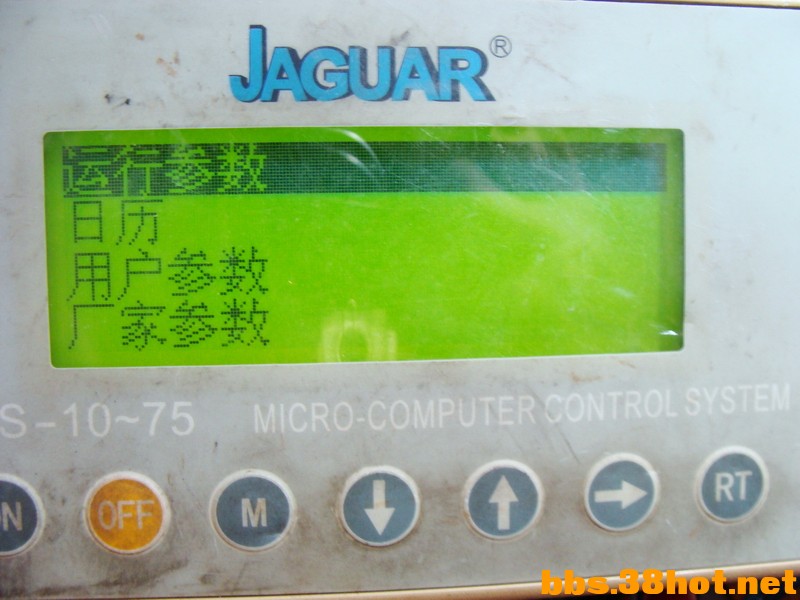 JAGUAR®
运行参数
日历
用户参数
厂家参数
S-10~75 MICRO-COMPUTER CONTROL SYSTEM
OFF M RT
bbs.38hot.net